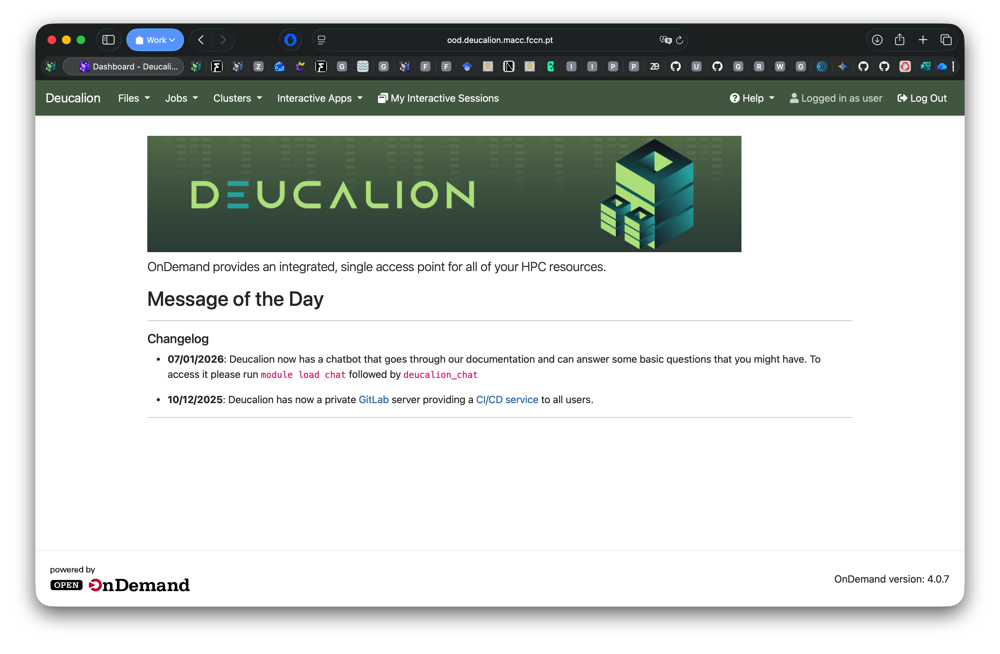 Work
ood.deucalion.macc.fccn.pt
Dashboard - Deucali...
Z
G
G
F
F
I
I
P
P
ze
U
G
R
W
G
F
Deucalion
Files
Jobs
Clusters
Interactive Apps
My Interactive Sessions
Help
Logged in as user
Log Out
DEUCALION
OnDemand provides an integrated, single access point for all of your HPC resources.
Message of the Day
Changelog
• 07/01/2026: Deucalion now has a chatbot that goes through our documentation and can answer some basic questions that you might have. To
access it please run module load chat followed by deucalion_chat
• 10/12/2025: Deucalion has now a private GitLab server providing a CI/CD service to all users.
powered by
OPEN OnDemand
OnDemand version: 4.0.7